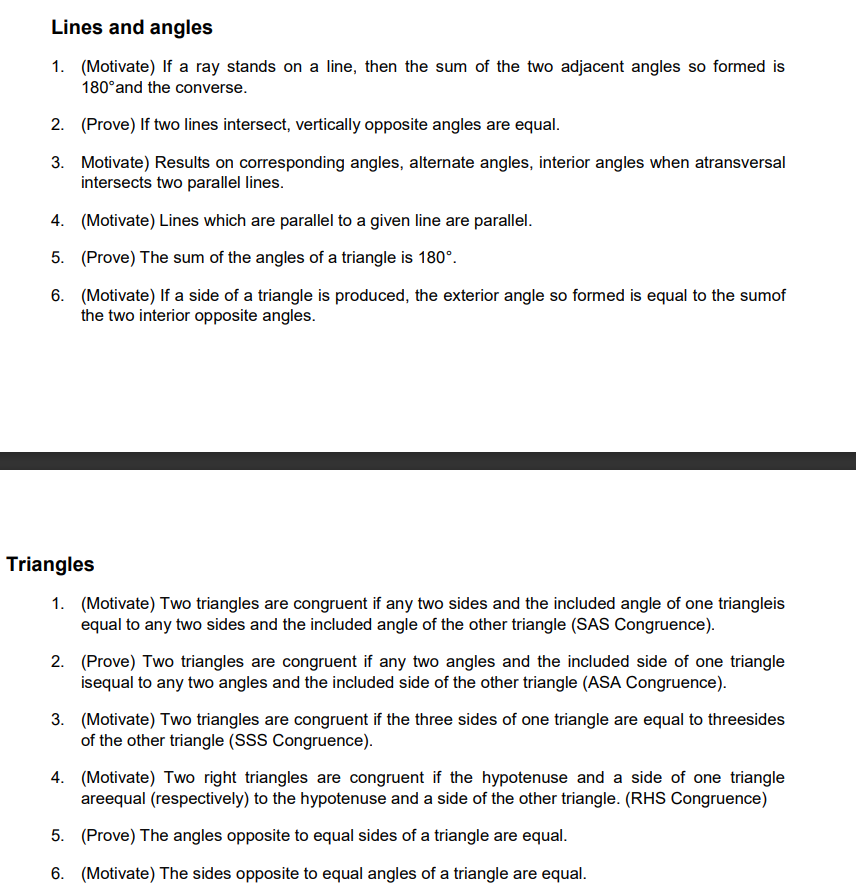 Lines and angles
1. (Motivate) If a ray stands on a line, then the sum of the two adjacent angles so formed is
180°and the converse.
2. (Prove) If two lines intersect, vertically opposite angles are equal.
3. Motivate) Results on corresponding angles, alternate angles, interior angles when atransversal
intersects two parallel lines.
4. (Motivate) Lines which are parallel to a given line are parallel.
5. (Prove) The sum of the angles of a triangle is 180°.
6. (Motivate) If a side of a triangle is produced, the exterior angle so formed is equal to the sumof
the two interior opposite angles.
Triangles
1. (Motivate) Two triangles are congruent if any two sides and the included angle of one triangleis
equal to any two sides and the included angle of the other triangle (SAS Congruence).
2. (Prove) Two triangles are congruent if any two angles and the included side of one triangle
isequal to any two angles and the included side of the other triangle (ASA Congruence).
3. (Motivate) Two triangles are congruent if the three sides of one triangle are equal to threesides
of the other triangle (SSS Congruence).
4. (Motivate) Two right triangles are congruent if the hypotenuse and a side of one triangle
areequal (respectively) to the hypotenuse and a side of the other triangle. (RHS Congruence)
5. (Prove) The angles opposite to equal sides of a triangle are equal.
6. (Motivate) The sides opposite to equal angles of a triangle are equal.